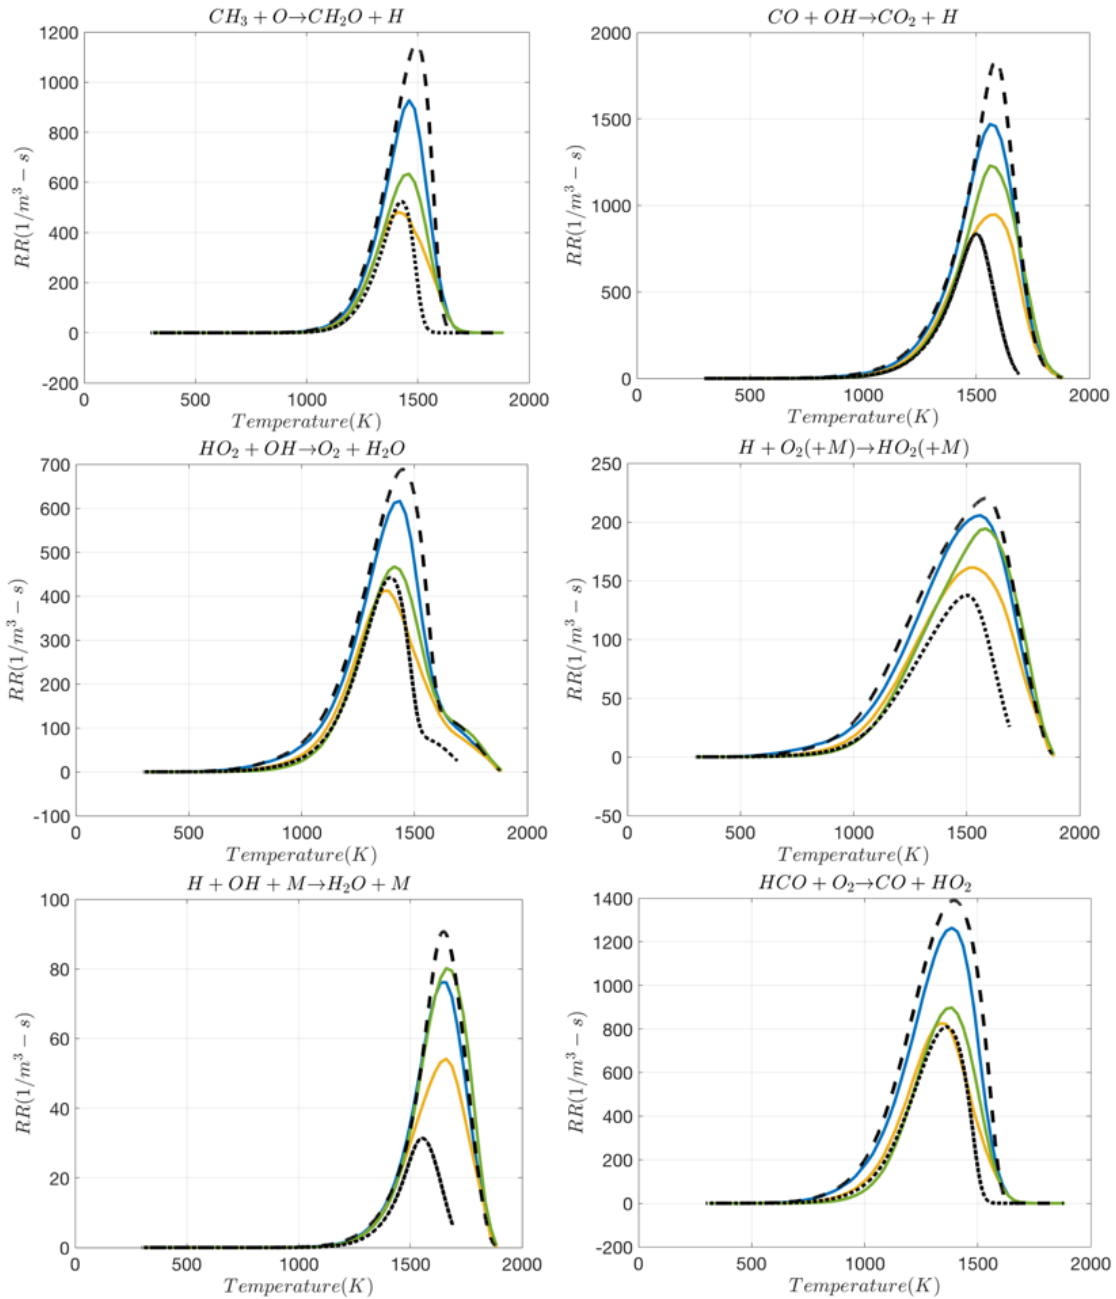 CH₃ + O→CH₂O + H
1200
1000
800
600
400
200
0
-200
0 500 1000 1500 2000
RR(1/m³ − s)
Temperature(K)
CO + OH→CO₂ + H
2000
1500
1000
500
0
0 500 1000 1500 2000
RR(1/m³ − s)
Temperature(K)
HO₂ + OH→O₂ + H₂O
700
600
500
400
300
200
100
0
-100
0 500 1000 1500 2000
RR(1/m³ − s)
Temperature(K)
H + O₂(+M)→HO₂(+M)
250
200
150
100
50
0
-50
0 500 1000 1500 2000
RR(1/m³ − s)
Temperature(K)
H + OH + M→H₂O + M
100
80
60
40
20
0
0 500 1000 1500 2000
RR(1/m³ − s)
Temperature(K)
HCO + O₂→CO + HO₂
1400
1200
1000
800
600
400
200
0
-200
0 500 1000 1500 2000
RR(1/m³ − s)
Temperature(K)